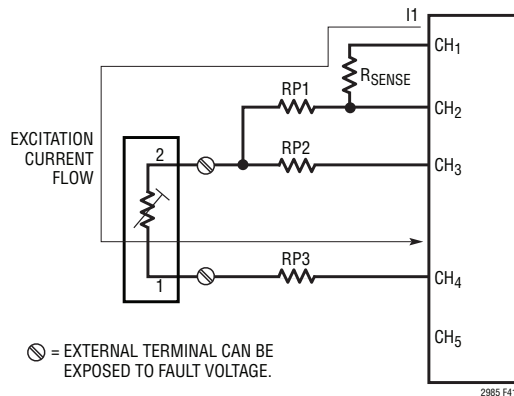 I1
CH1
RSENSE
RP1
CH2
EXCITATION
CURRENT
FLOW
2
RP2
CH3
1
RP3
CH4
= EXTERNAL TERMINAL CAN BE
EXPOSED TO FAULT VOLTAGE.
CH5
2985 F41